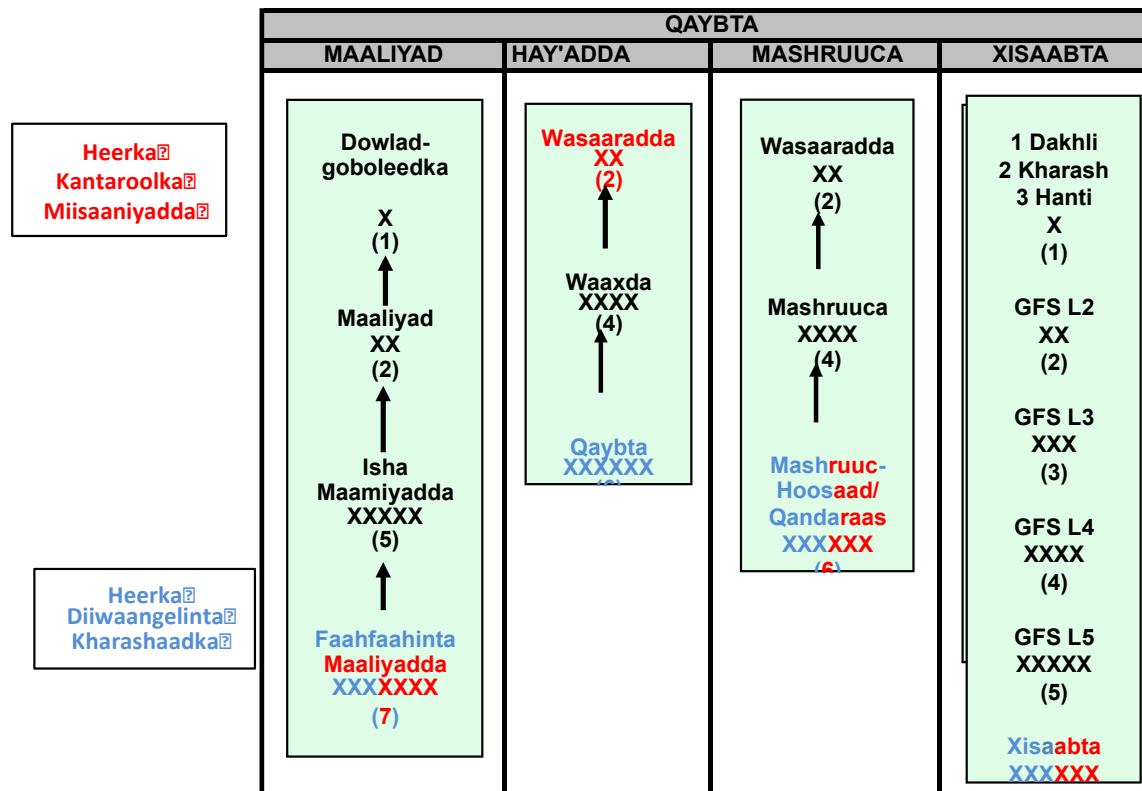 QAYBTA
MAALIYAD
HAY'ADDA
MASHRUUCA
XISAABTA
Heerka
Kantaroolka
Miisaaniyadda
Heerka
Diiwaangelinta
Kharashaadka
Dowlad-
goboleedka
X
(1)
Maaliyad
XX
(2)
Isha
Maamiyadda
XXXXX
(5)
Faahfaahinta
Maaliyadda
XXXXXXX
(7)
Wasaaradda
XX
(2)
Waaxda
XXXX
(4)
Qaybta
XXXXXX
Wasaaradda
XX
(2)
Mashruuca
XXXX
(4)
Mashruuc-
Hoosaad/
Qandaraas
XXXXXX
(6)
1 Dakhli
2 Kharash
3 Hanti
X
(1)
GFS L2
XX
(2)
GFS L3
XXX
(3)
GFS L4
XXXX
(4)
GFS L5
XXXXX
(5)
Xisaabta
XXXXXX